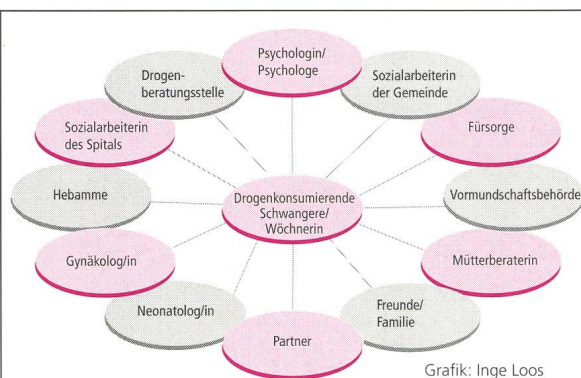 Psychologin/
Psychologe
Drogen-
beratungsstelle
Sozialarbeiterin
der Gemeinde
Sozialarbeiterin
des Spitals
Fürsorge
Hebamme
Drogenkonsumierende
Schwangere/
Wöchnerin
Vormundschaftsbehörde
Gynäkolog/in
Mütterberaterin
Neonatolog/in
Freunde/
Familie
Partner
Grafik: Inge Loos